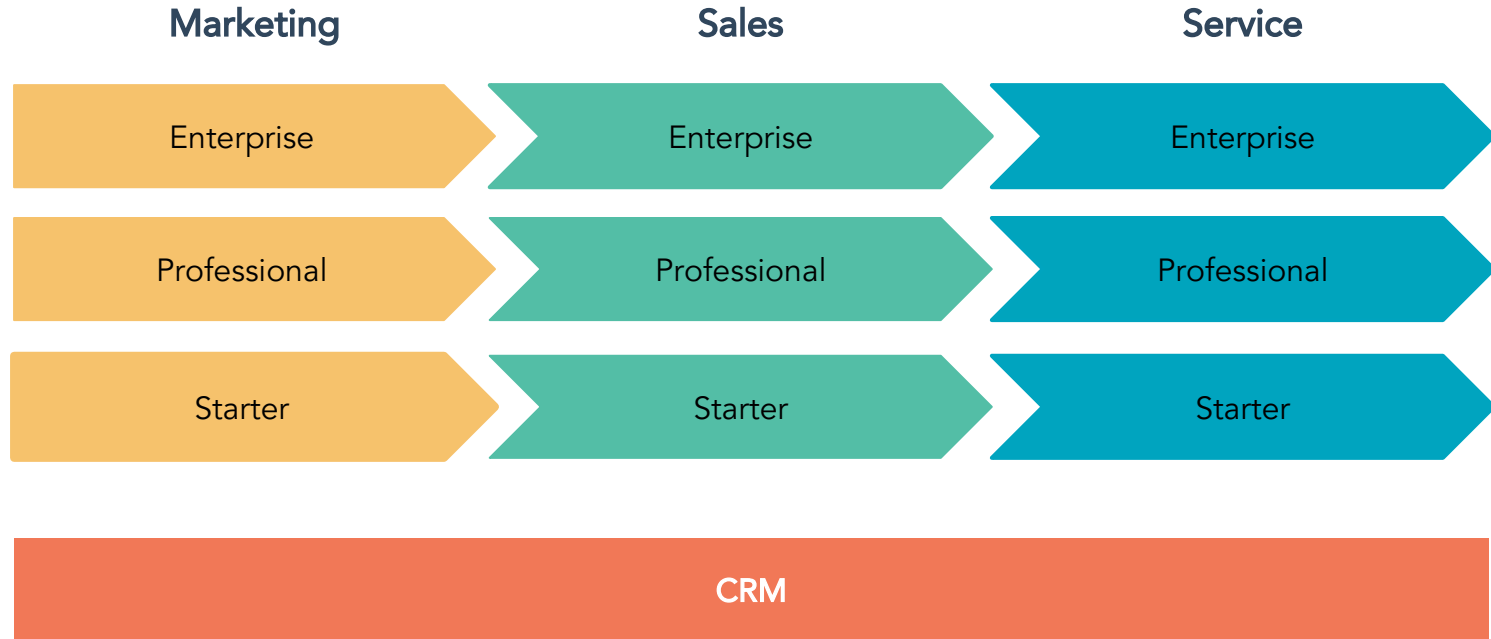 Marketing Sales Service
Enterprise Enterprise Enterprise
Professional Professional Professional
Starter Starter Starter
CRM